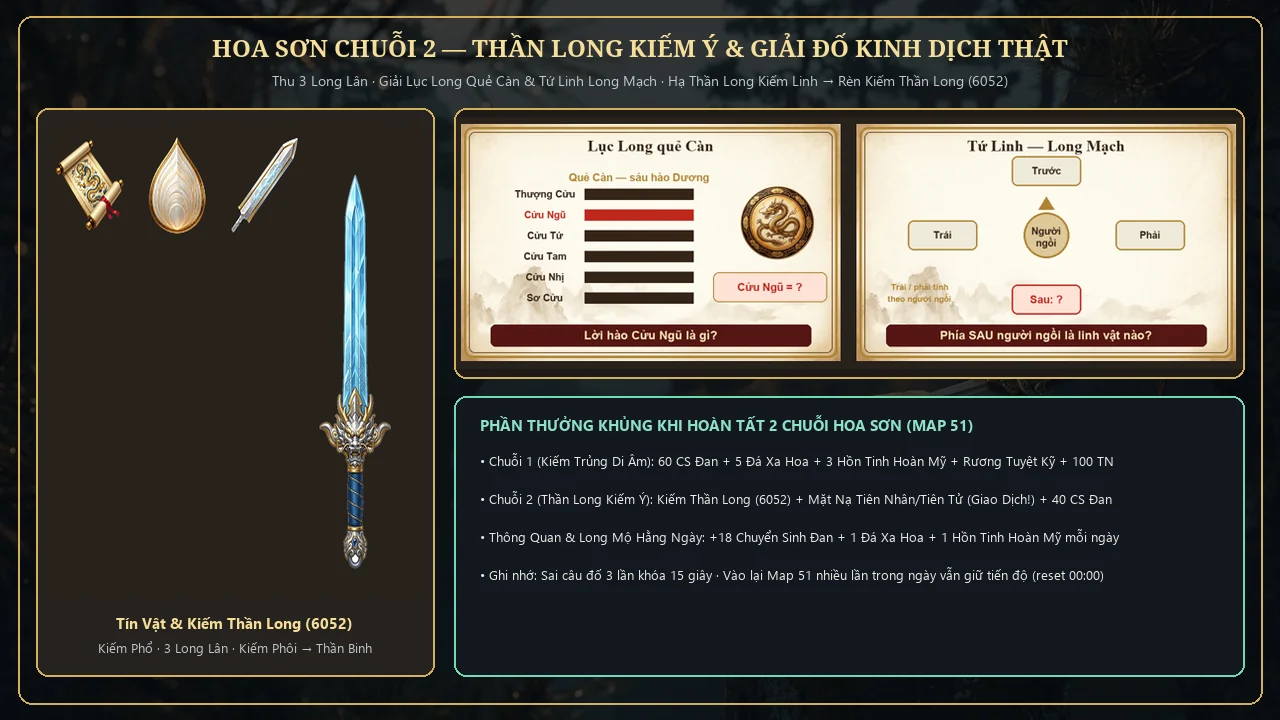 HOA SƠN CHUỖI 2 — THẦN LONG KIẾM Ý & GIẢI ĐỐ KINH DỊCH THẬT
Thu 3 Long Lân · Giải Lục Long Quẻ Càn & Tứ Linh Long Mạch · Hạ Thần Long Kiếm Linh → Rèn Kiếm Thần Long (6052)
Tín Vật & Kiếm Thần Long (6052)
Kiếm Phổ · 3 Long Lân · Kiếm Phôi → Thần Binh
Lục Long quẻ Càn
Quẻ Càn — sáu hào Dương
Thượng Cửu
Cửu Ngũ
Cửu Tứ
Cửu Tam
Cửu Nhị
Sơ Cửu
Cửu Ngũ = ?
Lời hào Cửu Ngũ là gì?
Tứ Linh — Long Mạch
Trước
Trái
Người
ngồi
Phải
Trái / phải tính
theo người ngồi
Sau: ?
Phía SAU người ngồi là linh vật nào?
PHẦN THƯỞNG KHỦNG KHI HOÀN TẤT 2 CHUỖI HOA SƠN (MAP 51)
• Chuỗi 1 (Kiếm Trủng Di Âm): 60 CS Đan + 5 Đá Xa Hoa + 3 Hồn Tinh Hoàn Mỹ + Rương Tuyệt Kỹ + 100 TN
• Chuỗi 2 (Thần Long Kiếm Ý): Kiếm Thần Long (6052) + Mặt Nạ Tiên Nhân/Tiên Tử (Giao Dịch!) + 40 CS Đan
• Thông Quan & Long Mộ Hằng Ngày: +18 Chuyển Sinh Đan + 1 Đá Xa Hoa + 1 Hồn Tinh Hoàn Mỹ mỗi ngày
• Ghi nhớ: Sai câu đố 3 lần khóa 15 giây · Vào lại Map 51 nhiều lần trong ngày vẫn giữ tiến độ (reset 00:00)